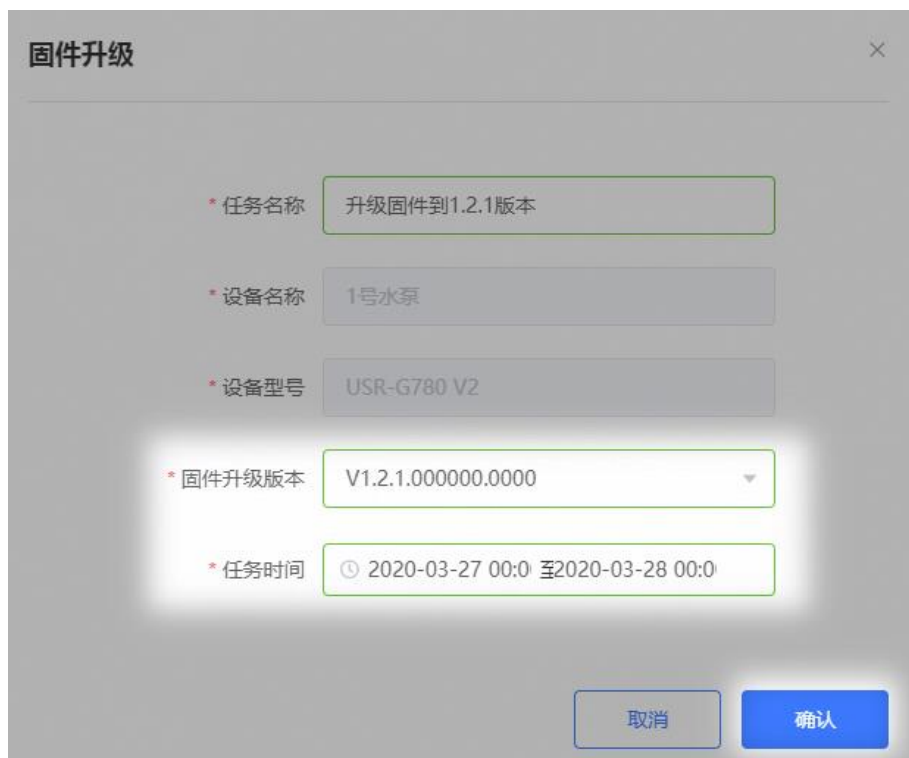 固件升级
* 任务名称 升级固件到1.2.1版本
* 设备名称 1号水泵
* 设备型号 USR-G780 V2
* 固件升级版本 V1.2.1.000000.0000
* 任务时间 2020-03-27 00:0 至2020-03-28 00:0
取消 确认